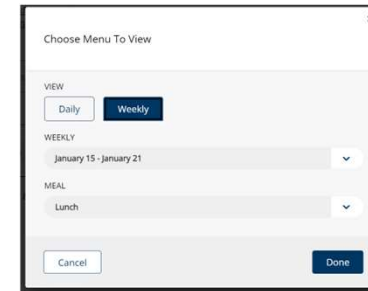 Choose Menu To View
VIEW
Daily Weekly
WEEKLY
January 15 - January 21
MEAL
Lunch
Cancel Done